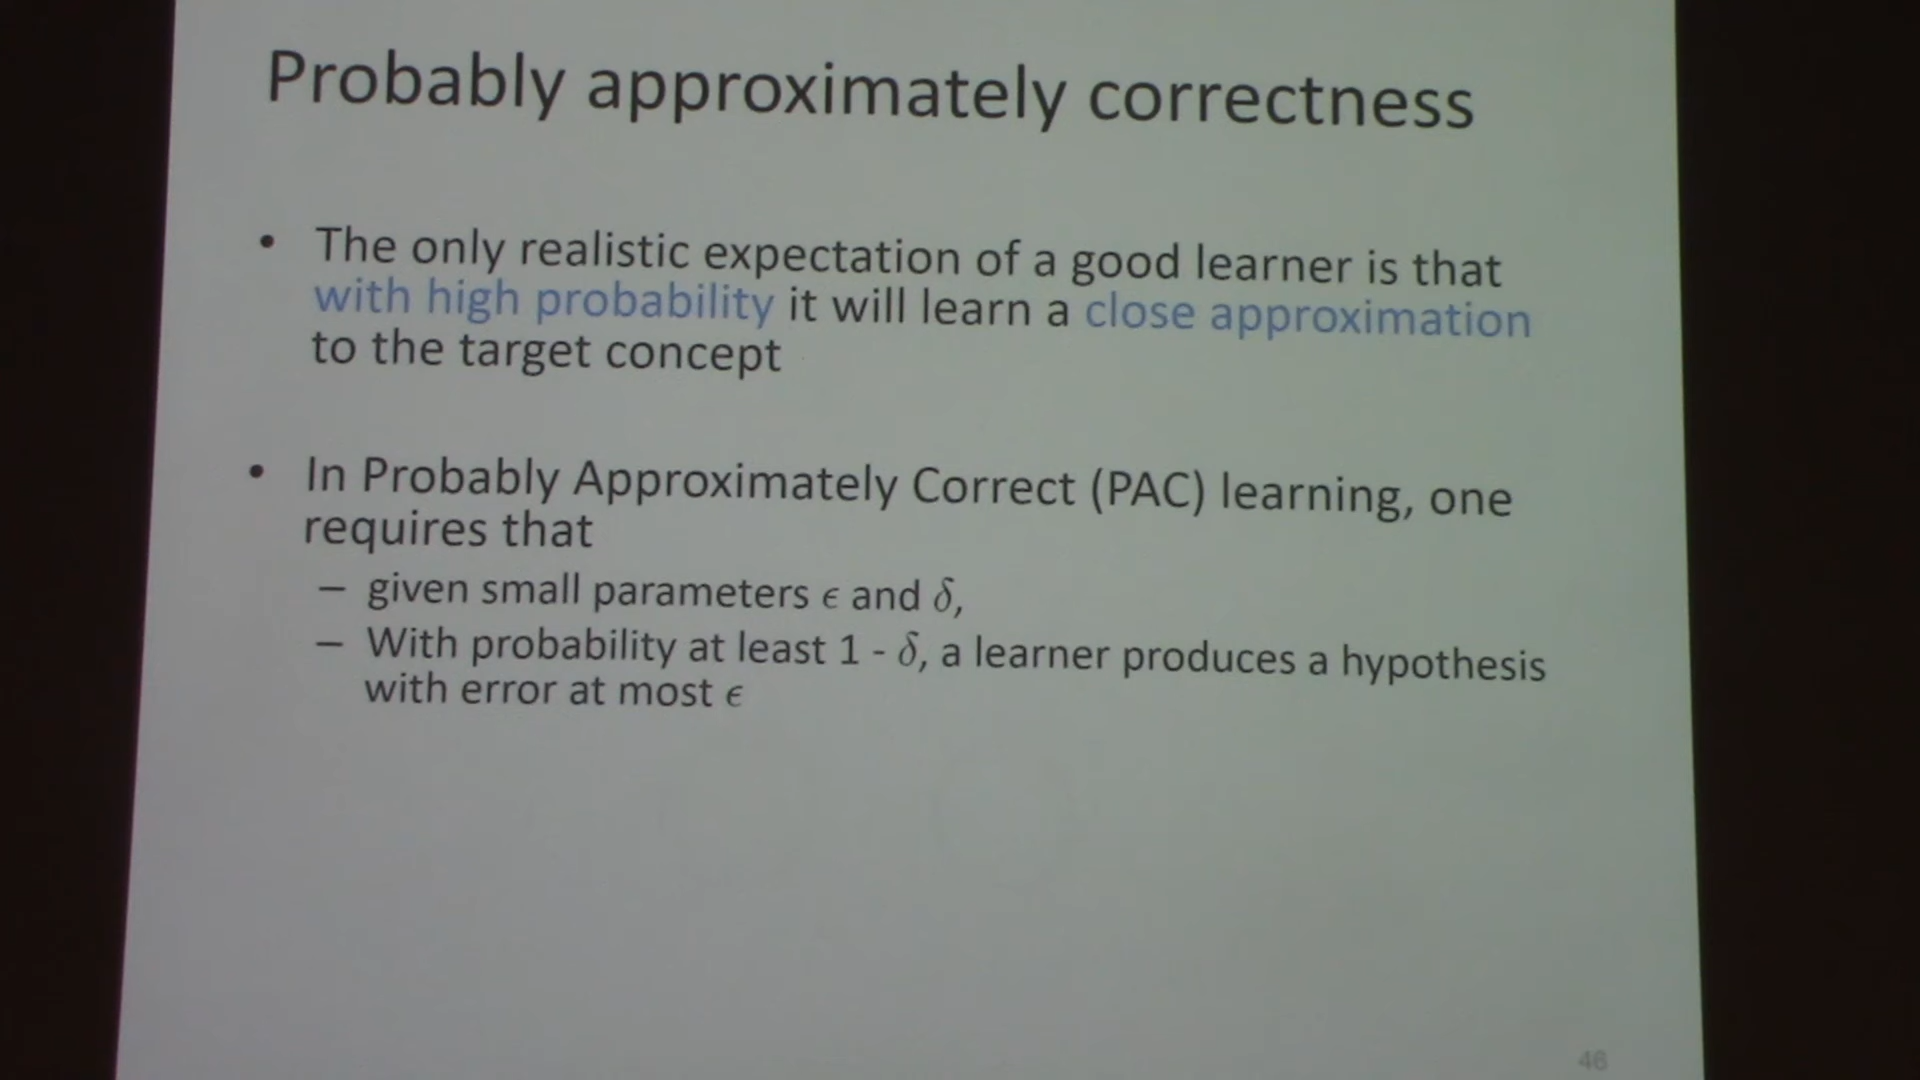 Probably approximately correctness
• The only realistic expectation of a good learner is that
with high probability it will learn a close approximation
to the target concept
• In Probably Approximately Correct (PAC) learning, one
requires that
– given small parameters ϵ and δ,
– With probability at least 1 - δ, a learner produces a hypothesis
with error at most ϵ
46